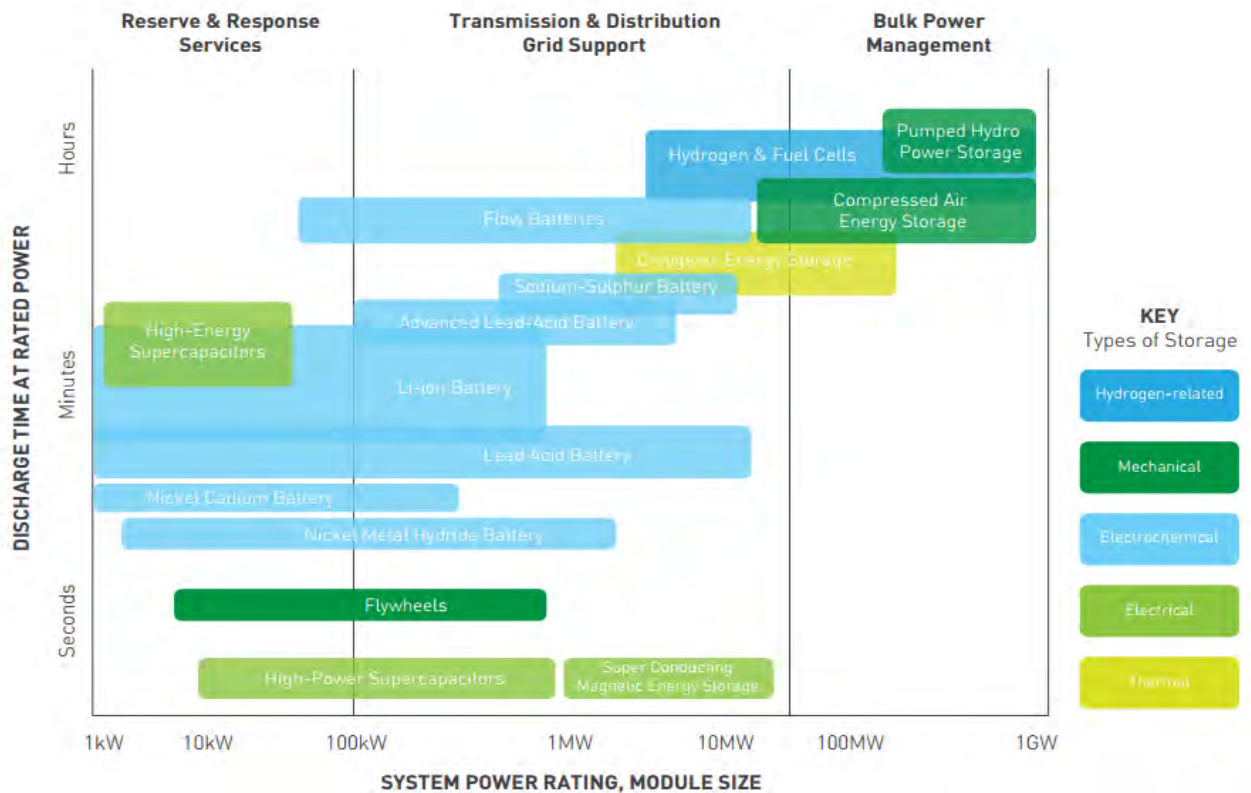 Reserve & Response
Services
Transmission & Distribution
Grid Support
Bulk Power
Management
DISCHARGE TIME AT RATED POWER
Hours
Minutes
Seconds
Pumped Hydro
Power Storage
Hydrogen & Fuel Cells
Compressed Air
Energy Storage
Flow Batteries
Cryogenic Energy Storage
Sodium-Sulphur Battery
Advanced Lead-Acid Battery
High-Energy
Supercapacitors
Li-ion Battery
Lead Acid Battery
Nickel Cadium Battery
Nickel Metal Hydride Battery
Flywheels
High-Power Supercapacitors
Super Conducting
Magnetic Energy Storage
1kW
10kW
100kW
1MW
10MW
100MW
1GW
SYSTEM POWER RATING, MODULE SIZE
KEY
Types of Storage
Hydrogen-related
Mechanical
Electrochemical
Electrical
Thermal